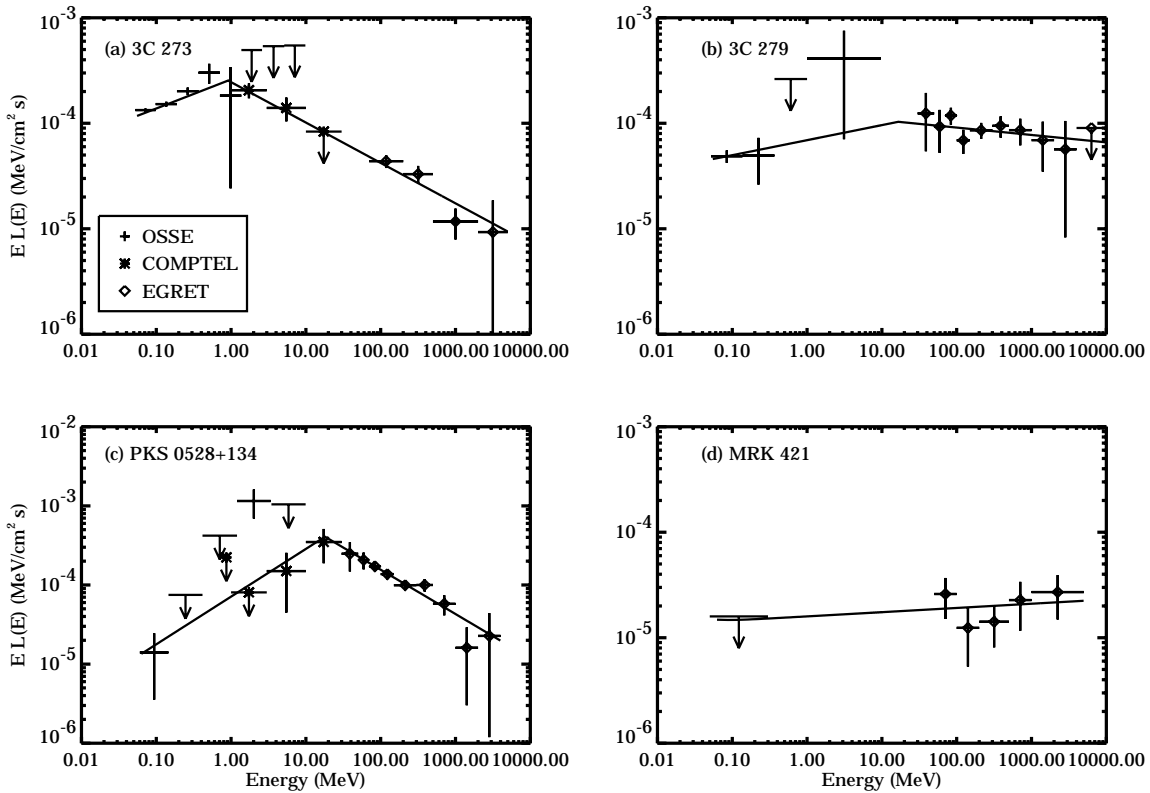 (a) 3C 273
E L(E) (MeV/cm² s)
10⁻³
10⁻⁴
10⁻⁵
10⁻⁶
OSSE
COMPTEL
EGRET
0.01 0.10 1.00 10.00 100.00 1000.00 10000.00
(b) 3C 279
10⁻³
10⁻⁴
10⁻⁵
10⁻⁶
0.01 0.10 1.00 10.00 100.00 1000.00 10000.00
(c) PKS 0528+134
E L(E) (MeV/cm² s)
10⁻²
10⁻³
10⁻⁴
10⁻⁵
10⁻⁶
0.01 0.10 1.00 10.00 100.00 1000.00 10000.00
Energy (MeV)
(d) MRK 421
10⁻³
10⁻⁴
10⁻⁵
10⁻⁶
0.01 0.10 1.00 10.00 100.00 1000.00 10000.00
Energy (MeV)